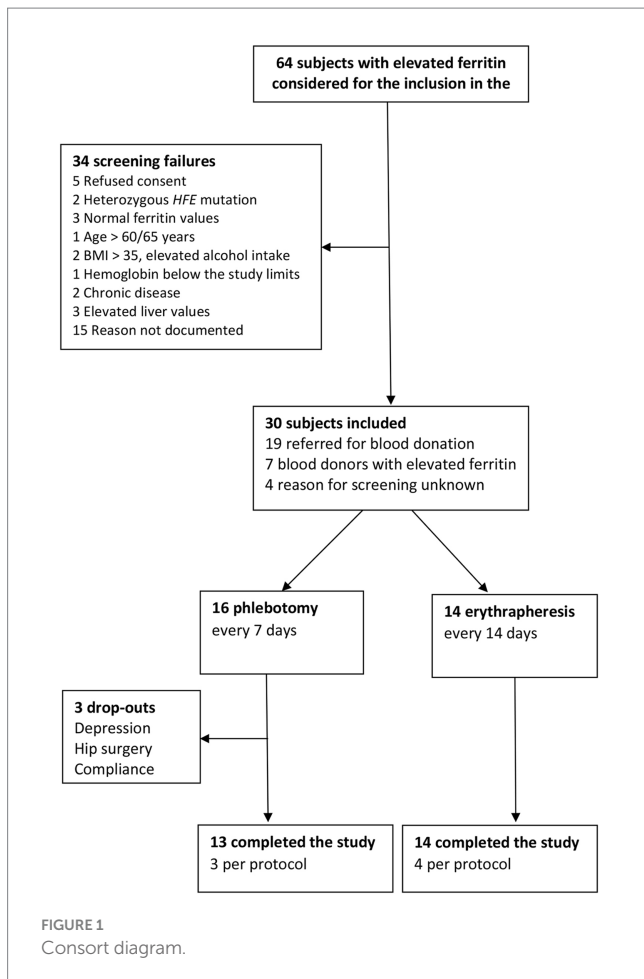 64 subjects with elevated ferritin
considered for the inclusion in the
34 screening failures
5 Refused consent
2 Heterozygous HFE mutation
3 Normal ferritin values
1 Age > 60/65 years
2 BMI > 35, elevated alcohol intake
1 Hemoglobin below the study limits
2 Chronic disease
3 Elevated liver values
15 Reason not documented
30 subjects included
19 referred for blood donation
7 blood donors with elevated ferritin
4 reason for screening unknown
16 phlebotomy
every 7 days
14 erythrapheresis
every 14 days
3 drop-outs
Depression
Hip surgery
Compliance
13 completed the study
3 per protocol
14 completed the study
4 per protocol
FIGURE 1
Consort diagram.